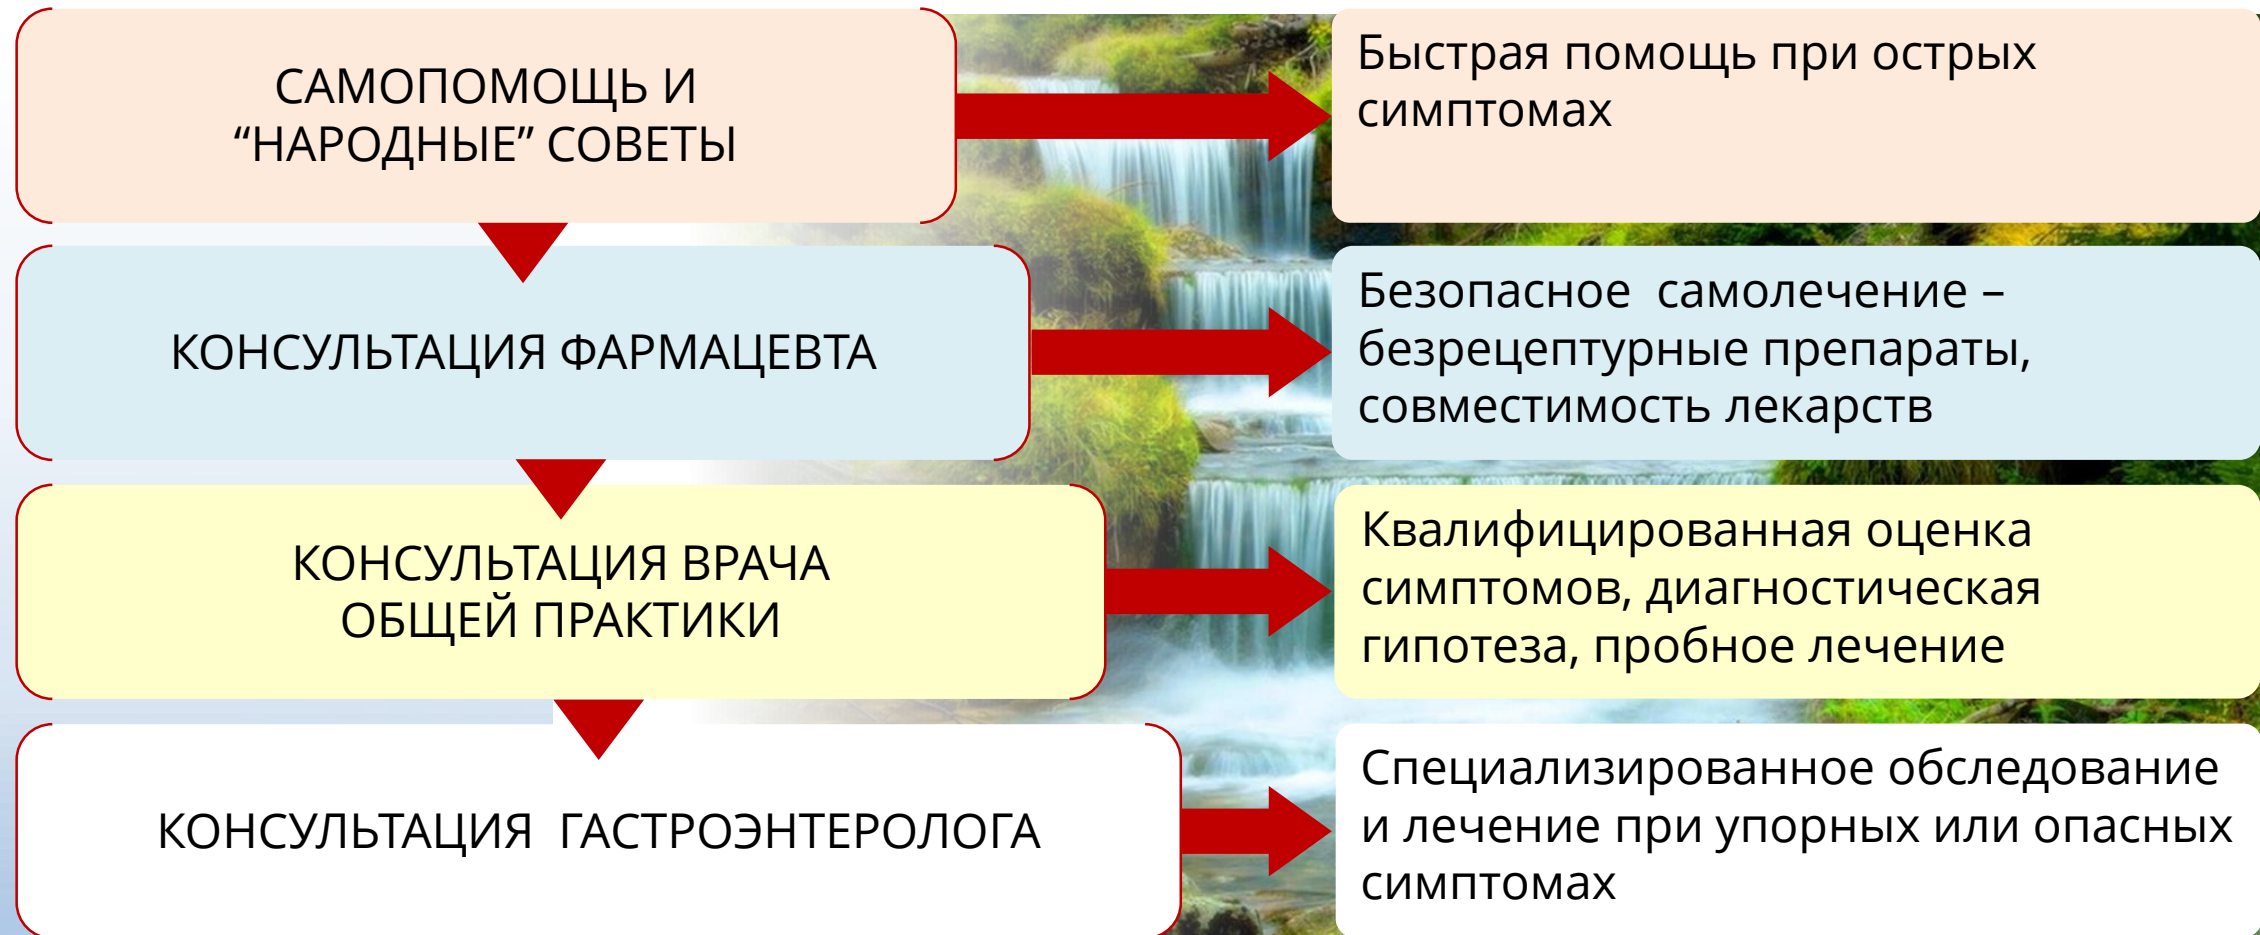 САМОПОМОЩЬ И
“НАРОДНЫЕ” СОВЕТЫ
Быстрая помощь при острых
симптомах
КОНСУЛЬТАЦИЯ ФАРМАЦЕВТА
Безопасное  самолечение –
безрецептурные препараты,
совместимость лекарств
КОНСУЛЬТАЦИЯ ВРАЧА
ОБЩЕЙ ПРАКТИКИ
Квалифицированная оценка
симптомов, диагностическая
гипотеза, пробное лечение
КОНСУЛЬТАЦИЯ  ГАСТРОЭНТЕРОЛОГА
Специализированное обследование
и лечение при упорных или опасных
симптомах